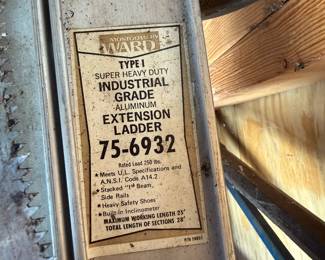 MONTGOMERY
WARD
TYPE I
SUPER HEAVY DUTY
INDUSTRIAL
GRADE
ALUMINUM
EXTENSION
LADDER
75-6932
Rated Load 250 lbs.
• Meets U.L. Specifications and
A.N.S.I. Code A14.2
• Stacked "I" Beam,
Side Rails
• Heavy Safety Shoes
• Built-in Inclinometer
MAXIMUM WORKING LENGTH 25'
TOTAL LENGTH OF SECTIONS 28'
P/N